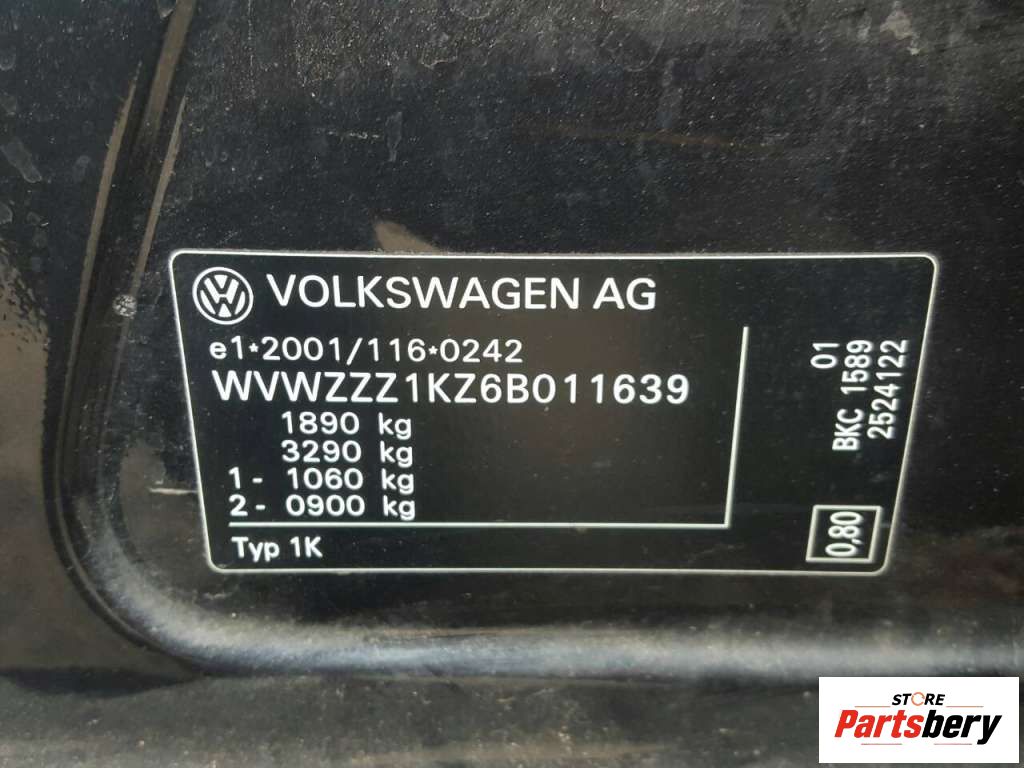 VOLKSWAGEN AG
e1*2001/116*0242
WVWZZZ1KZ6B011639
1890 kg
3290 kg
1 - 1060 kg
2 - 0900 kg
Typ 1K
01
BKC 1589
2524122
0,80
STORE
Partsbery